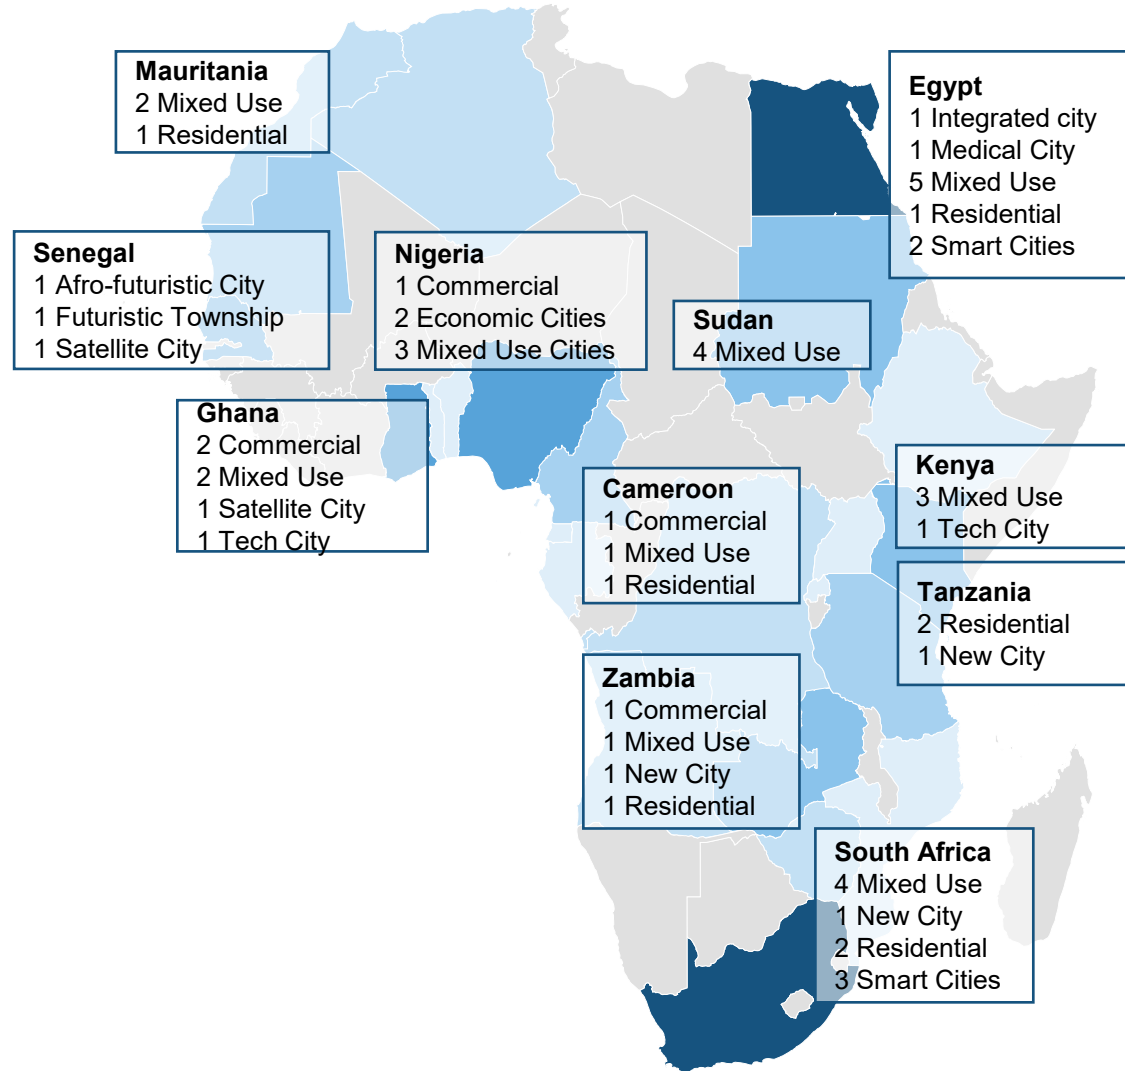 Mauritania
2 Mixed Use
1 Residential
Egypt
1 Integrated city
1 Medical City
5 Mixed Use
1 Residential
2 Smart Cities
Senegal
1 Afro-futuristic City
1 Futuristic Township
1 Satellite City
Nigeria
1 Commercial
2 Economic Cities
3 Mixed Use Cities
Sudan
4 Mixed Use
Ghana
2 Commercial
2 Mixed Use
1 Satellite City
1 Tech City
Cameroon
1 Commercial
1 Mixed Use
1 Residential
Kenya
3 Mixed Use
1 Tech City
Tanzania
2 Residential
1 New City
Zambia
1 Commercial
1 Mixed Use
1 New City
1 Residential
South Africa
4 Mixed Use
1 New City
2 Residential
3 Smart Cities